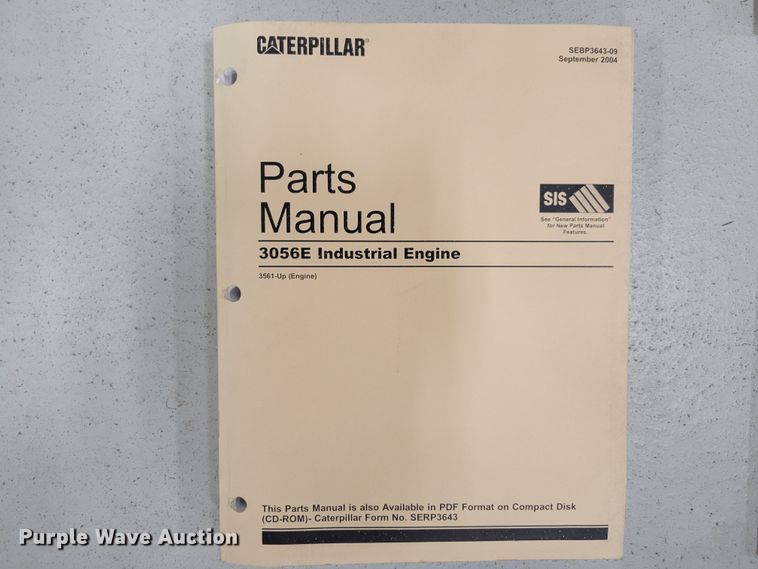 CATERPILLAR®
SEBP3643-09
September 2004
Parts
Manual
SIS
See "General Information"
for New Parts Manual
Features.
3056E Industrial Engine
3561-Up (Engine)
This Parts Manual is also Available in PDF Format on Compact Disk
(CD-ROM)- Caterpillar Form No. SERP3643
Purple Wave Auction